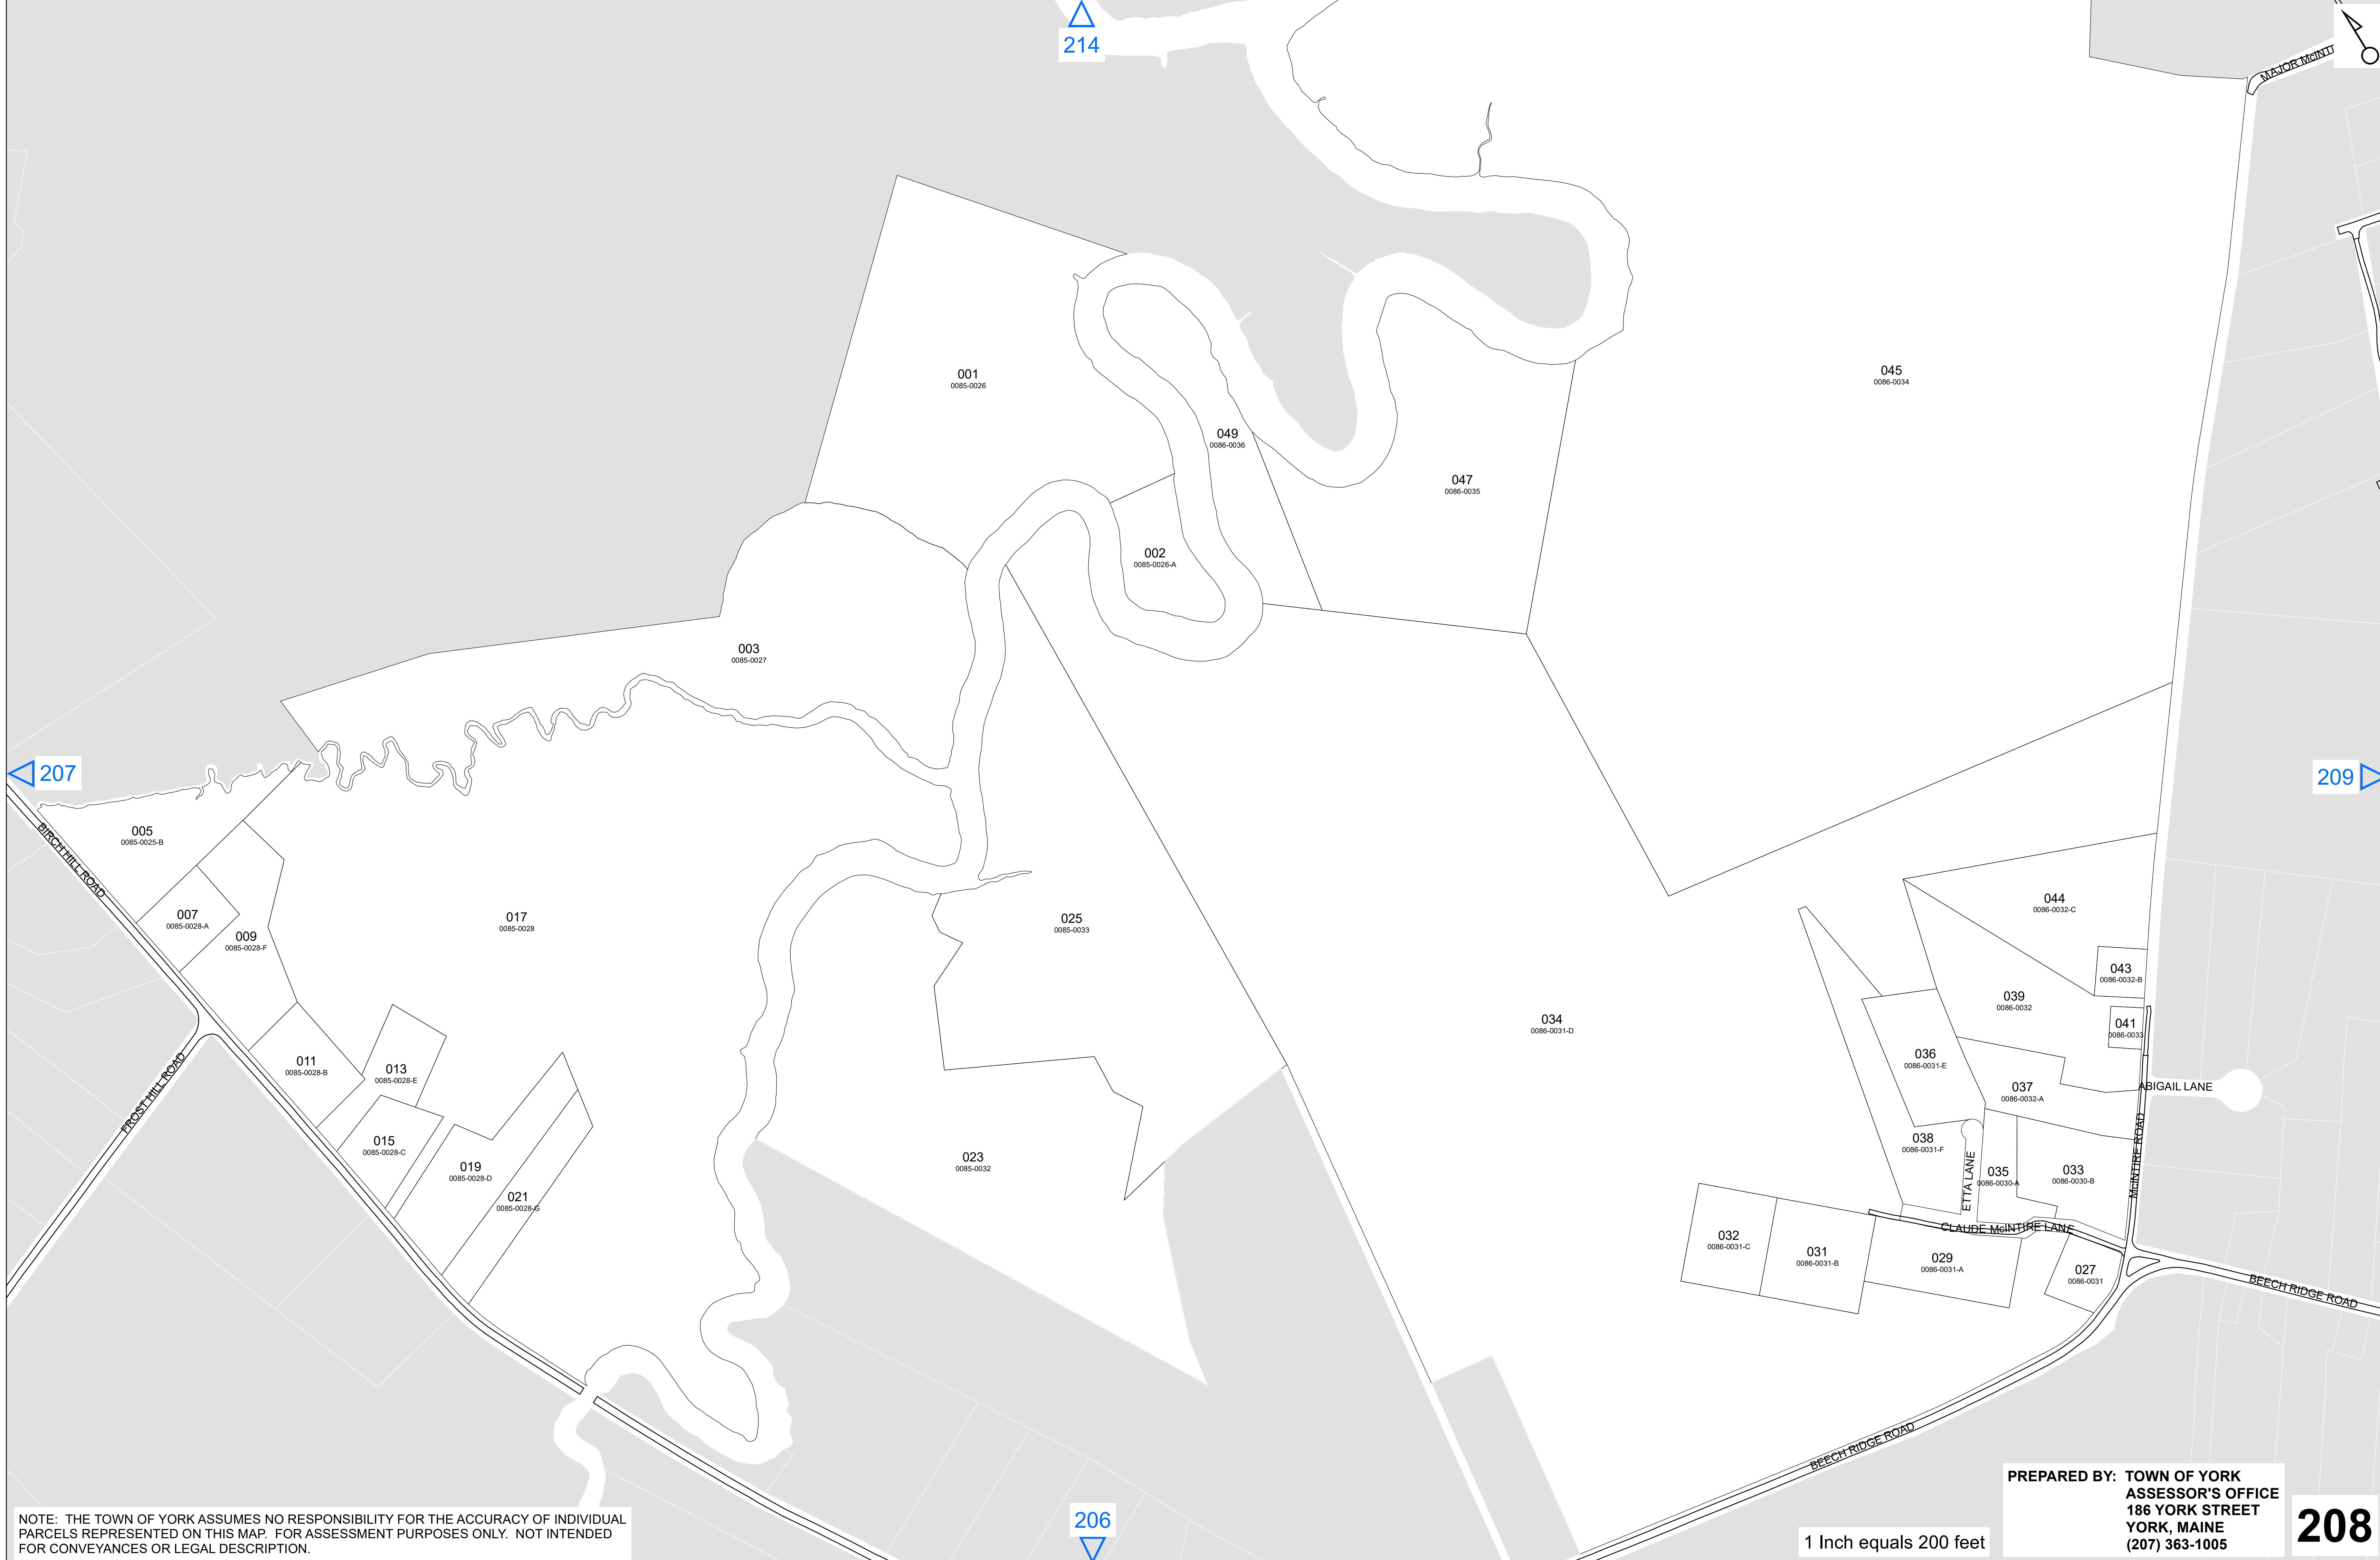 214
MAJOR McINT
001
0085-0026
045
0086-0034
049
0086-0036
047
0086-0035
002
0085-0026-A
003
0085-0027
207
209
005
0085-0025-B
BIRCH HILL ROAD
007
0085-0028-A
009
0085-0028-F
017
0085-0028
025
0085-0033
044
0086-0032-C
043
0086-0032-B
039
0086-0032
041
0086-0033
034
0086-0031-D
011
0085-0028-B
013
0085-0028-E
036
0086-0031-E
037
0086-0032-A
ABIGAIL LANE
FROST HILL ROAD
015
0085-0028-C
019
0085-0028-D
021
0085-0028-G
023
0085-0032
038
0086-0031-F
ETTA LANE
035
0086-0030-A
033
0086-0030-B
McINTIRE ROAD
CLAUDE McINTIRE LANE
032
0086-0031-C
031
0086-0031-B
029
0086-0031-A
027
0086-0031
BEECH RIDGE ROAD
BEECH RIDGE ROAD
206
NOTE: THE TOWN OF YORK ASSUMES NO RESPONSIBILITY FOR THE ACCURACY OF INDIVIDUAL
PARCELS REPRESENTED ON THIS MAP. FOR ASSESSMENT PURPOSES ONLY. NOT INTENDED
FOR CONVEYANCES OR LEGAL DESCRIPTION.
1 Inch equals 200 feet
PREPARED BY: TOWN OF YORK
ASSESSOR'S OFFICE
186 YORK STREET
YORK, MAINE
(207) 363-1005
208